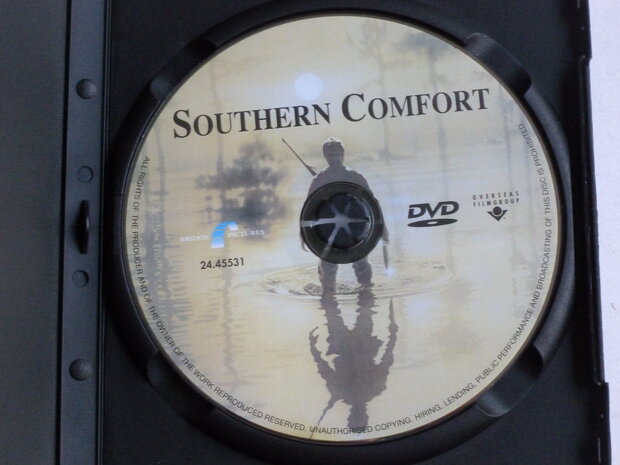 SOUTHERN COMFORT
BRIDGE PICTURES
24.45531
DVD
OVERSEAS
FILMGROUP
ALL RIGHTS OF THE PRODUCER AND OF THE OWNER OF THE WORK REPRODUCED RESERVED. UNAUTHORISED COPYING, HIRING, LENDING, PUBLIC PERFORMANCE AND BROADCASTING OF THIS DISC IS PROHIBITED.